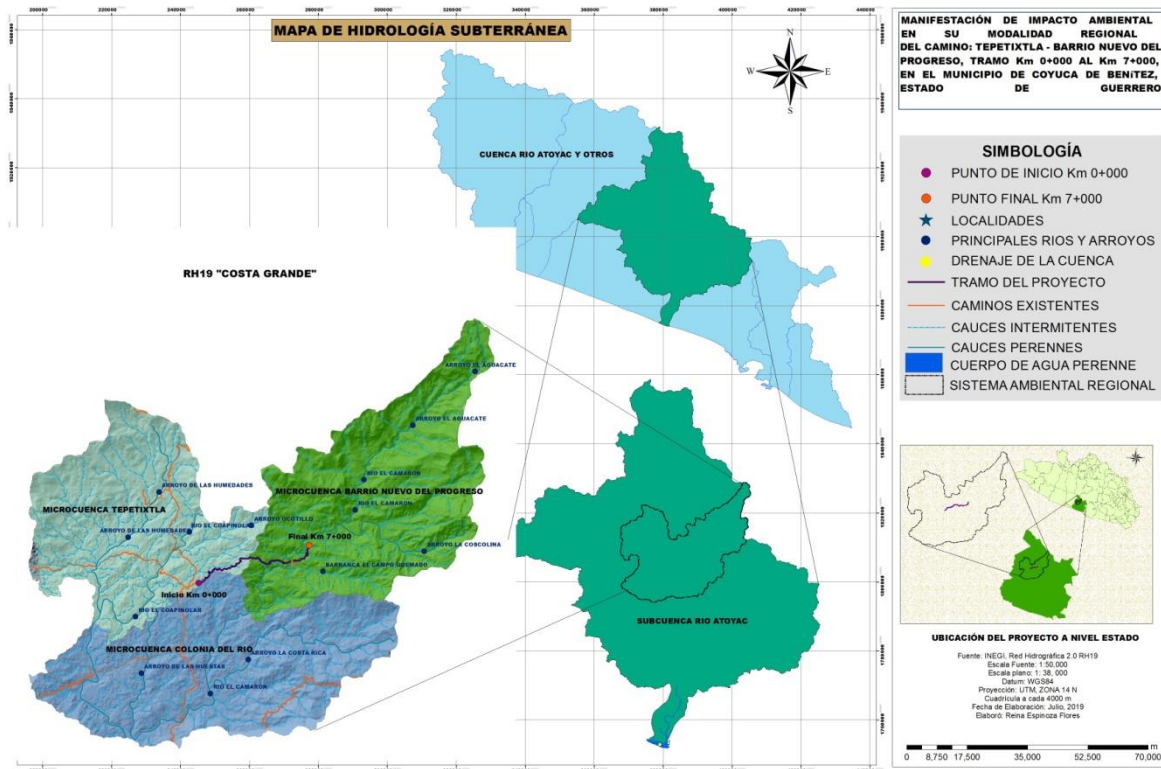 MAPA DE HIDROLOGÍA SUBTERRÁNEA
N
W
E
S
CUENCA RIO ATOYAC Y OTROS
RH19 "COSTA GRANDE"
ARROYO EL AGUACATE
ARROYO EL AGUACATE
RIO EL CAMARON
ARROYO DE LAS HUMEDADES
MICROCUENCA BARRIO NUEVO DEL PROGRESO
MICROCUENCA TEPETIXTLA
RIO EL CAMARON
ARROYO OCOTILLO
RIO EL COAPINOLAR
ARROYO DE LAS HUMEDADES
Final Km 7+000
ARROYO LA COSCOLINA
BARRANCA EL CAMPO QUEMADO
Inicio Km 0+000
RIO EL COAPINOLAR
MICROCUENCA COLONIA DEL RIO
ARROYO LA COSTA RICA
ARROYO DE LAS HUERTAS
RIO EL CAMARON
SUBCUENCA RIO ATOYAC
MANIFESTACIÓN DE IMPACTO AMBIENTAL
EN SU MODALIDAD REGIONAL
DEL CAMINO: TEPETIXTLA - BARRIO NUEVO DEL
PROGRESO, TRAMO Km 0+000 AL Km 7+000,
EN EL MUNICIPIO DE COYUCA DE BENíTEZ,
ESTADO DE GUERRERO
SIMBOLOGÍA
PUNTO DE INICIO Km 0+000
PUNTO FINAL Km 7+000
LOCALIDADES
PRINCIPALES RIOS Y ARROYOS
DRENAJE DE LA CUENCA
TRAMO DEL PROYECTO
CAMINOS EXISTENTES
CAUCES INTERMITENTES
CAUCES PERENNES
CUERPO DE AGUA PERENNE
SISTEMA AMBIENTAL REGIONAL
UBICACIÓN DEL PROYECTO A NIVEL ESTADO
Fuente: INEGI, Red Hidrográfica 2.0 RH19
Escala Fuente: 1:50,000
Escala plano: 1: 38, 000
Datum: WGS84
Proyección: UTM, ZONA 14 N
Cuadrícula a cada 4000 m
Fecha de Elaboración: Julio, 2019
Elaboró: Reina Espinoza Flores
0 8,750 17,500 35,000 52,500 70,000 m